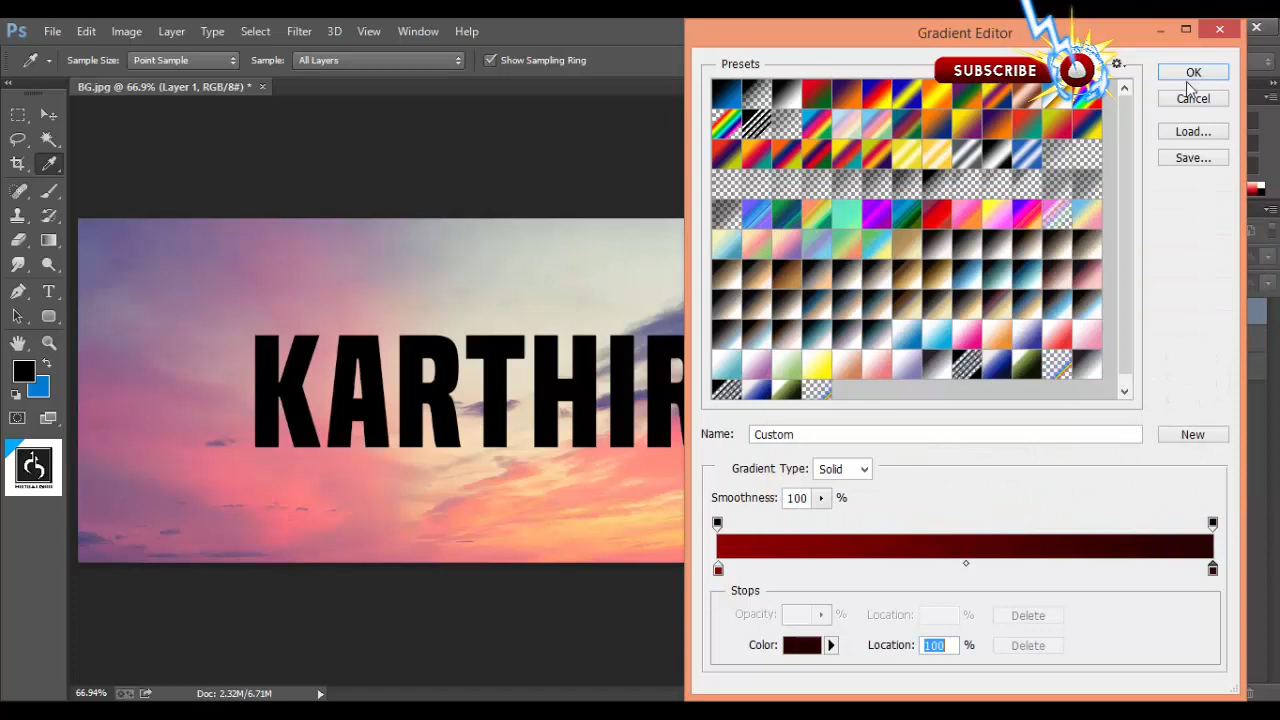 Ps File Edit Image Layer Type Select Filter 3D View Window Help
Gradient Editor
Sample Size: Point Sample Sample: All Layers Show Sampling Ring
Presets
SUBSCRIBE
OK
BG.jpg @ 66.9% (Layer 1, RGB/8#) *
Cancel
Load...
Save...
KARTHIR
Name: Custom
New
Gradient Type: Solid
Smoothness: 100 %
Stops
Opacity: % Location: % Delete
Color: Location: 100 % Delete
66.94% Doc: 2.32M/6.71M